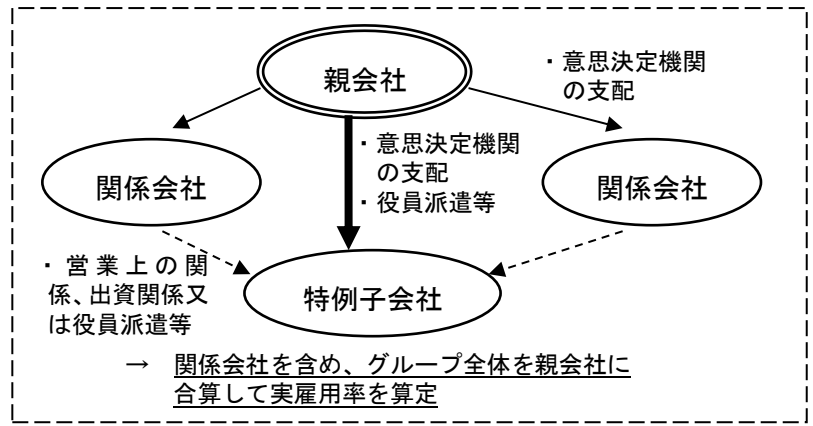 親会社
・意思決定機関
の支配
関係会社
・意思決定機関
の支配
・役員派遣等
関係会社
・営業上の関
係、出資関係又
は役員派遣等
特例子会社
→ 関係会社を含め、グループ全体を親会社に
合算して実雇用率を算定